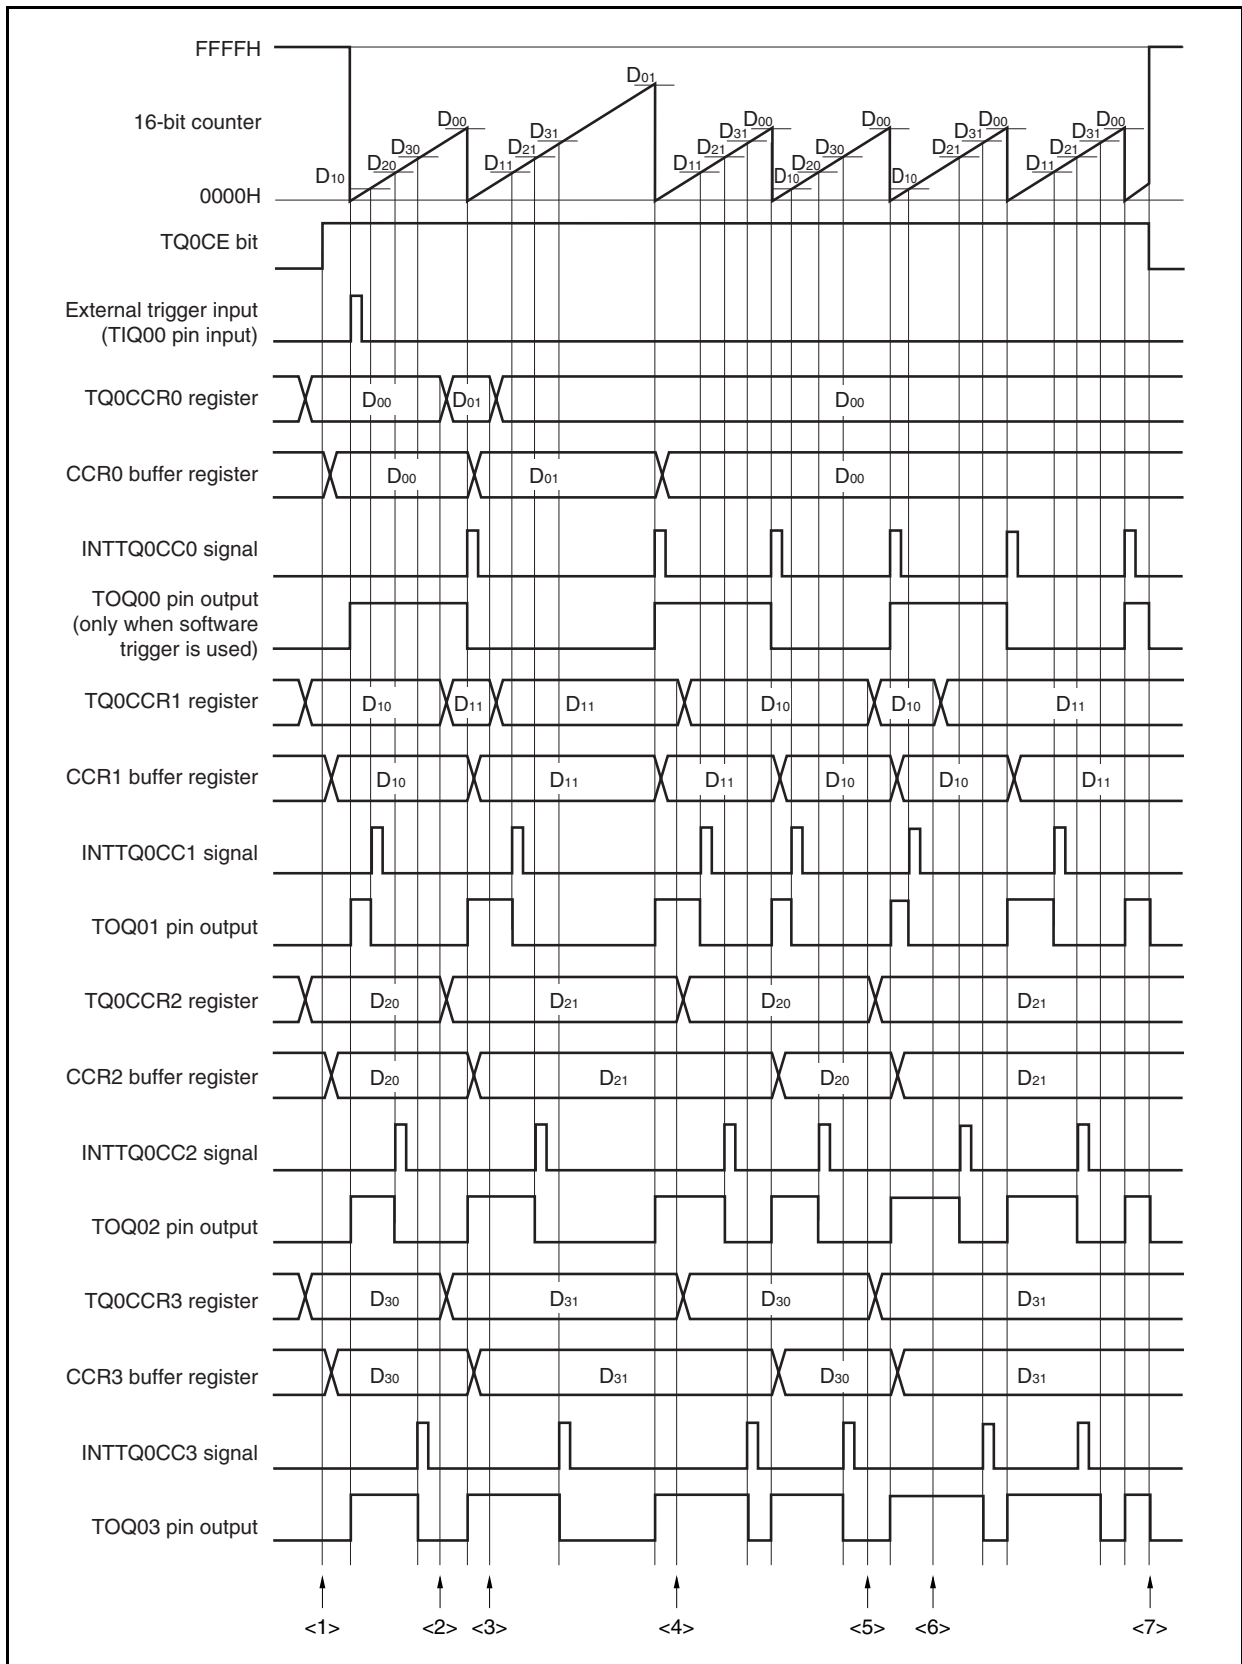 FFFFH
16-bit counter
0000H
D10 D20 D30 D00 D11 D21 D31 D01 D11 D21 D31 D00 D10 D20 D30 D00 D10 D21 D31 D00 D11 D21 D31 D00
TQ0CE bit
External trigger input
(TIQ00 pin input)
TQ0CCR0 register D00 D01 D00
CCR0 buffer register D00 D01 D00
INTTQ0CC0 signal
TOQ00 pin output
(only when software
trigger is used)
TQ0CCR1 register D10 D11 D11 D10 D10 D11
CCR1 buffer register D10 D11 D11 D10 D10 D11
INTTQ0CC1 signal
TOQ01 pin output
TQ0CCR2 register D20 D21 D20 D21
CCR2 buffer register D20 D21 D20 D21
INTTQ0CC2 signal
TOQ02 pin output
TQ0CCR3 register D30 D31 D30 D31
CCR3 buffer register D30 D31 D30 D31
INTTQ0CC3 signal
TOQ03 pin output
<1> <2> <3> <4> <5> <6> <7>